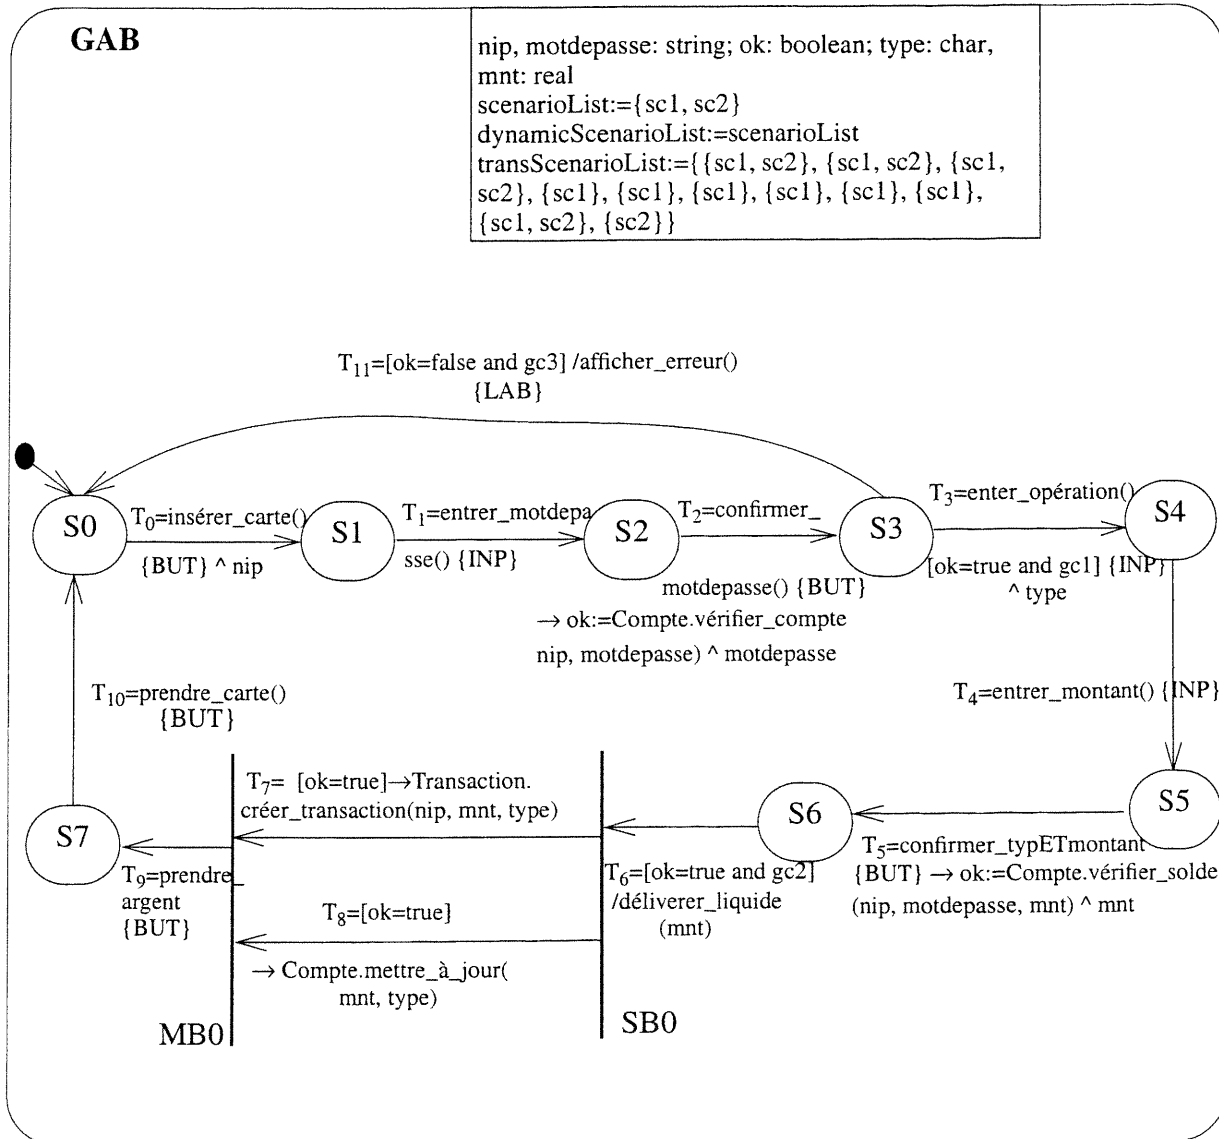 GAB
nip, motdepasse: string; ok: boolean; type: char,
mnt: real
scenarioList:={sc1, sc2}
dynamicScenarioList:=scenarioList
transScenarioList:={{sc1, sc2}, {sc1, sc2}, {sc1,
sc2}, {sc1}, {sc1}, {sc1}, {sc1}, {sc1}, {sc1},
{sc1, sc2}, {sc2}}
T11=[ok=false and gc3] /afficher_erreur()
{LAB}
S0
T0=insérer_carte()
{BUT} ^ nip
S1
T1=entrer_motdepa
sse() {INP}
S2
T2=confirmer_
motdepasse() {BUT}
→ ok:=Compte.vérifier_compte
nip, motdepasse) ^ motdepasse
S3
T3=enter_opération()
[ok=true and gc1] {INP}
^ type
S4
T4=entrer_montant() {INP}
S5
T5=confirmer_typETmontant
{BUT} → ok:=Compte.vérifier_solde
(nip, motdepasse, mnt) ^ mnt
S6
T6=[ok=true and gc2]
/déliverer_liquide
(mnt)
SB0
T7= [ok=true]→Transaction.
créer_transaction(nip, mnt, type)
T8=[ok=true]
→ Compte.mettre_à_jour(
mnt, type)
MB0
T9=prendre_
argent
{BUT}
S7
T10=prendre_carte()
{BUT}